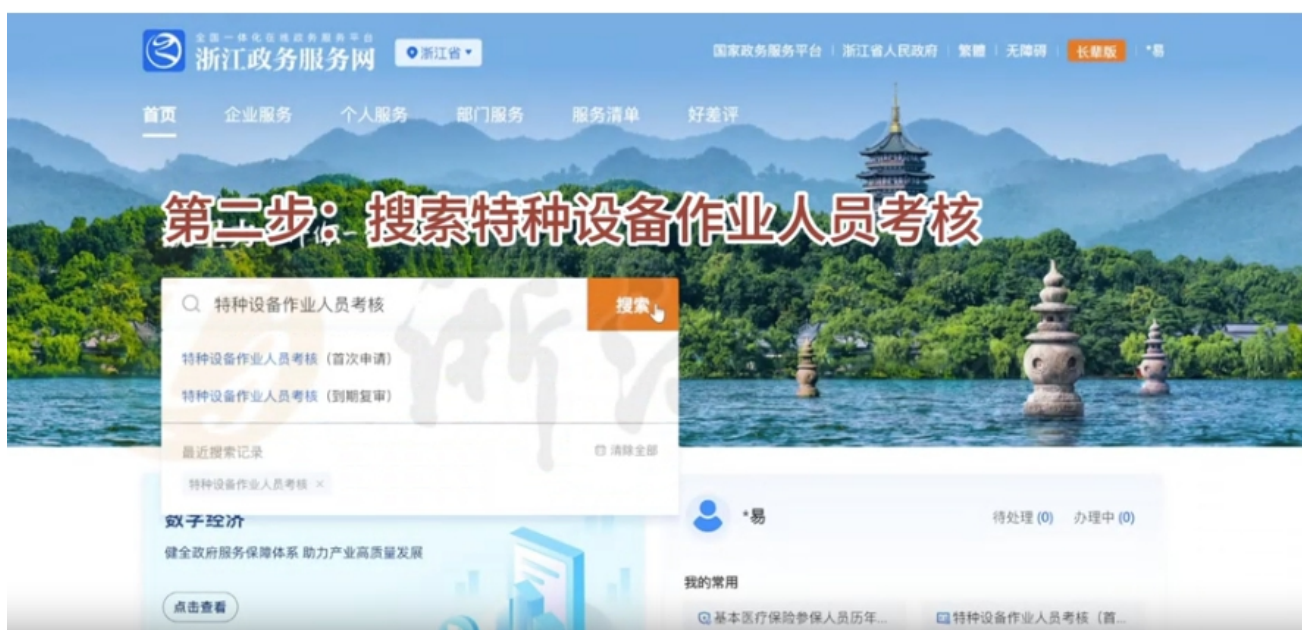 全国一体化在线政务服务平台
浙江政务服务网
浙江省
国家政务服务平台 浙江省人民政府 繁體 无障碍 长辈版 *易
首页 企业服务 个人服务 部门服务 服务清单 好差评
第二步：搜索特种设备作业人员考核
特种设备作业人员考核
搜索
特种设备作业人员考核（首次申请）
特种设备作业人员考核（到期复审）
最近搜索记录 清除全部
特种设备作业人员考核 ×
数字经济
健全政府服务保障体系 助力产业高质量发展
点击查看
*易 待处理 (0) 办理中 (0)
我的常用
基本医疗保险参保人员历年... 特种设备作业人员考核（首...